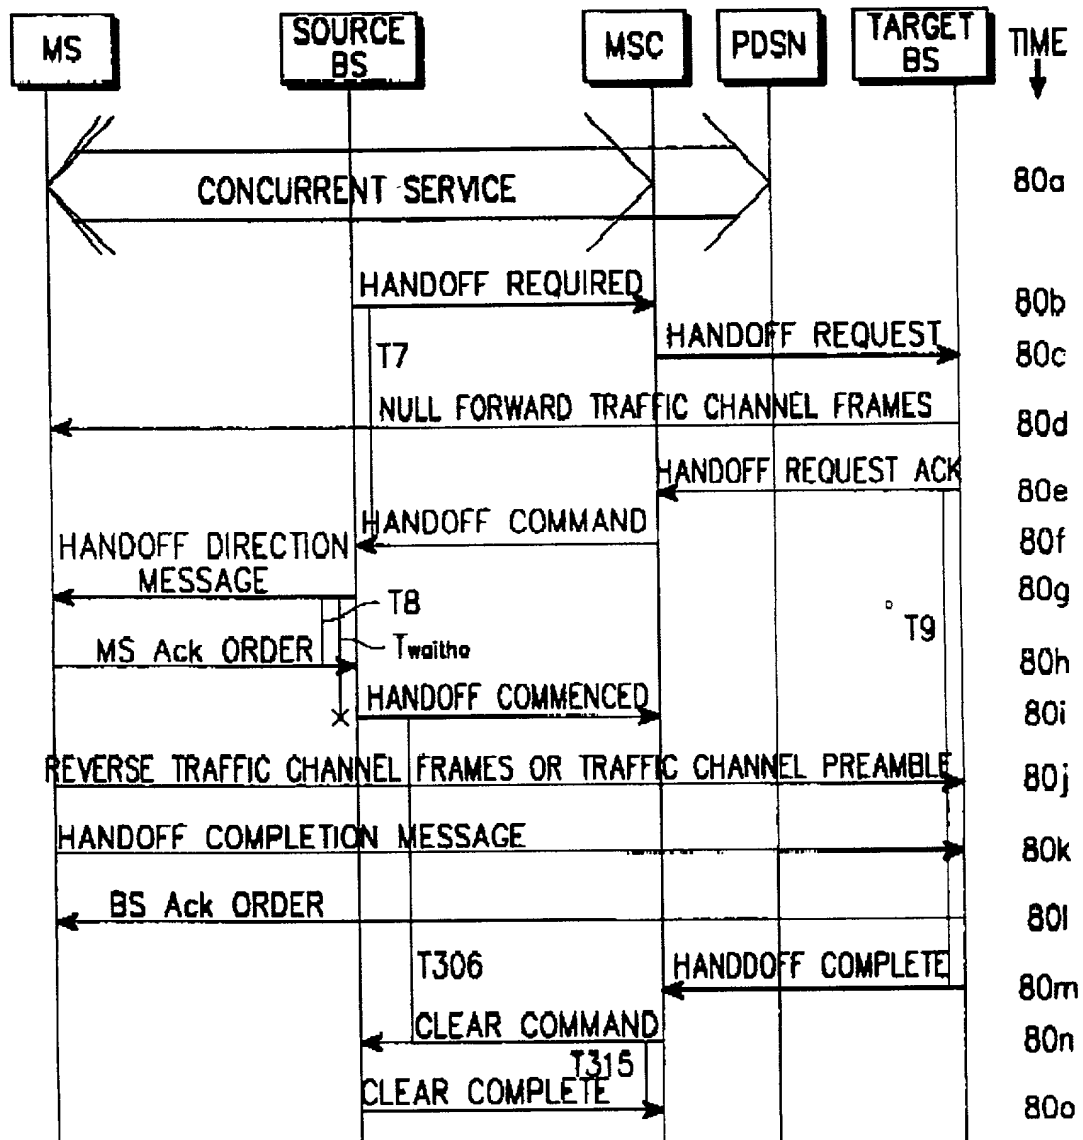 MS
SOURCE
BS
MSC
PDSN
TARGET
BS
TIME
CONCURRENT SERVICE
80a
HANDOFF REQUIRED
80b
HANDOFF REQUEST
80c
T7
NULL FORWARD TRAFFIC CHANNEL FRAMES
80d
HANDOFF REQUEST ACK
80e
HANDOFF COMMAND
80f
HANDOFF DIRECTION
MESSAGE
80g
T8
T9
MS Ack ORDER
Twaitho
80h
HANDOFF COMMENCED
80i
REVERSE TRAFFIC CHANNEL FRAMES OR TRAFFIC CHANNEL PREAMBLE
80j
HANDOFF COMPLETION MESSAGE
80k
BS Ack ORDER
80l
T306
HANDDOFF COMPLETE
80m
CLEAR COMMAND
80n
T315
CLEAR COMPLETE
80o